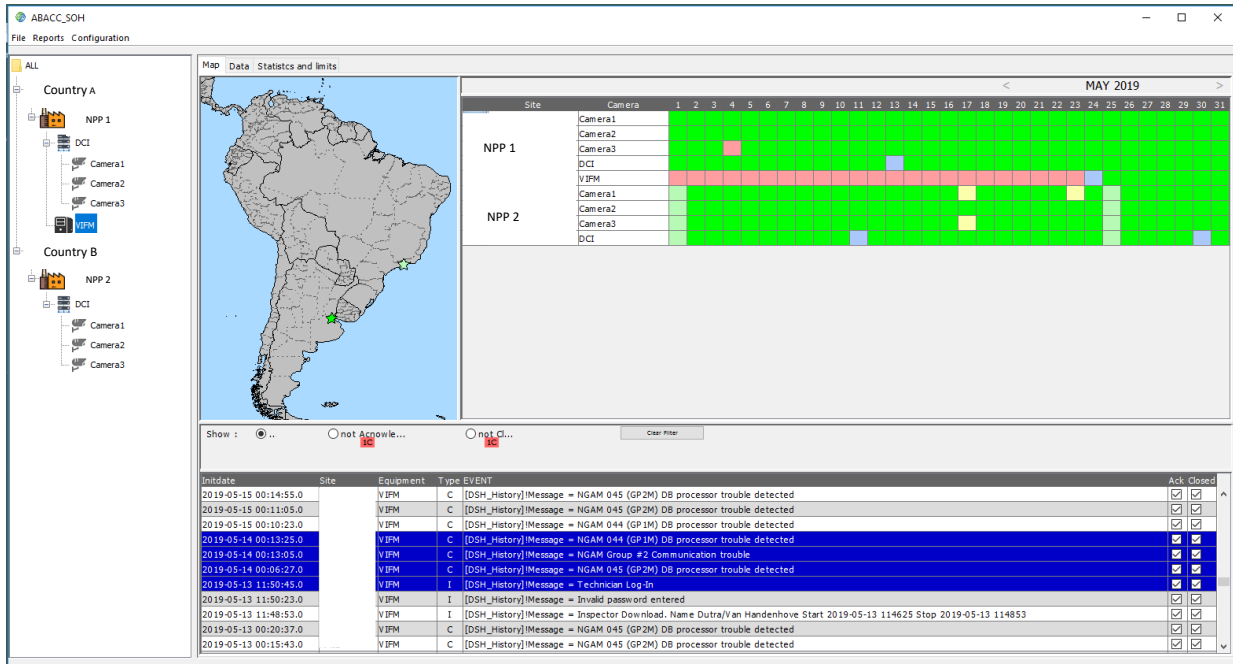 ABACC_SOH
File Reports Configuration
ALL
Country A
NPP 1
DCI
Camera1
Camera2
Camera3
VIFM
Country B
NPP 2
DCI
Camera1
Camera2
Camera3
Map Data Statistcs and limits
< MAY 2019 >
Site Camera 1 2 3 4 5 6 7 8 9 10 11 12 13 14 15 16 17 18 19 20 21 22 23 24 25 26 27 28 29 30 31
NPP 1
Camera1
Camera2
Camera3
DCI
VIFM
NPP 2
Camera1
Camera2
Camera3
DCI
Show : .. not Acnowle... not Cl... Clear Filter
1C 1C
Initdate Site Equipment Type EVENT Ack Closed
2019-05-15 00:14:55.0 VIFM C [DSH_History]!Message = NGAM 045 (GP2M) DB processor trouble detected
2019-05-15 00:11:05.0 VIFM C [DSH_History]!Message = NGAM 045 (GP2M) DB processor trouble detected
2019-05-15 00:10:23.0 VIFM C [DSH_History]!Message = NGAM 044 (GP1M) DB processor trouble detected
2019-05-14 00:13:25.0 VIFM C [DSH_History]!Message = NGAM 044 (GP1M) DB processor trouble detected
2019-05-14 00:13:05.0 VIFM C [DSH_History]!Message = NGAM Group #2 Communication trouble
2019-05-14 00:06:27.0 VIFM C [DSH_History]!Message = NGAM 045 (GP2M) DB processor trouble detected
2019-05-13 11:50:45.0 VIFM I [DSH_History]!Message = Technician Log-In
2019-05-13 11:50:23.0 VIFM I [DSH_History]!Message = Invalid password entered
2019-05-13 11:48:53.0 VIFM I [DSH_History]!Message = Inspector Download. Name Dutra/Van Handenhove Start 2019-05-13 114625 Stop 2019-05-13 114853
2019-05-13 00:20:37.0 VIFM C [DSH_History]!Message = NGAM 045 (GP2M) DB processor trouble detected
2019-05-13 00:15:43.0 VIFM C [DSH_History]!Message = NGAM 045 (GP2M) DB processor trouble detected